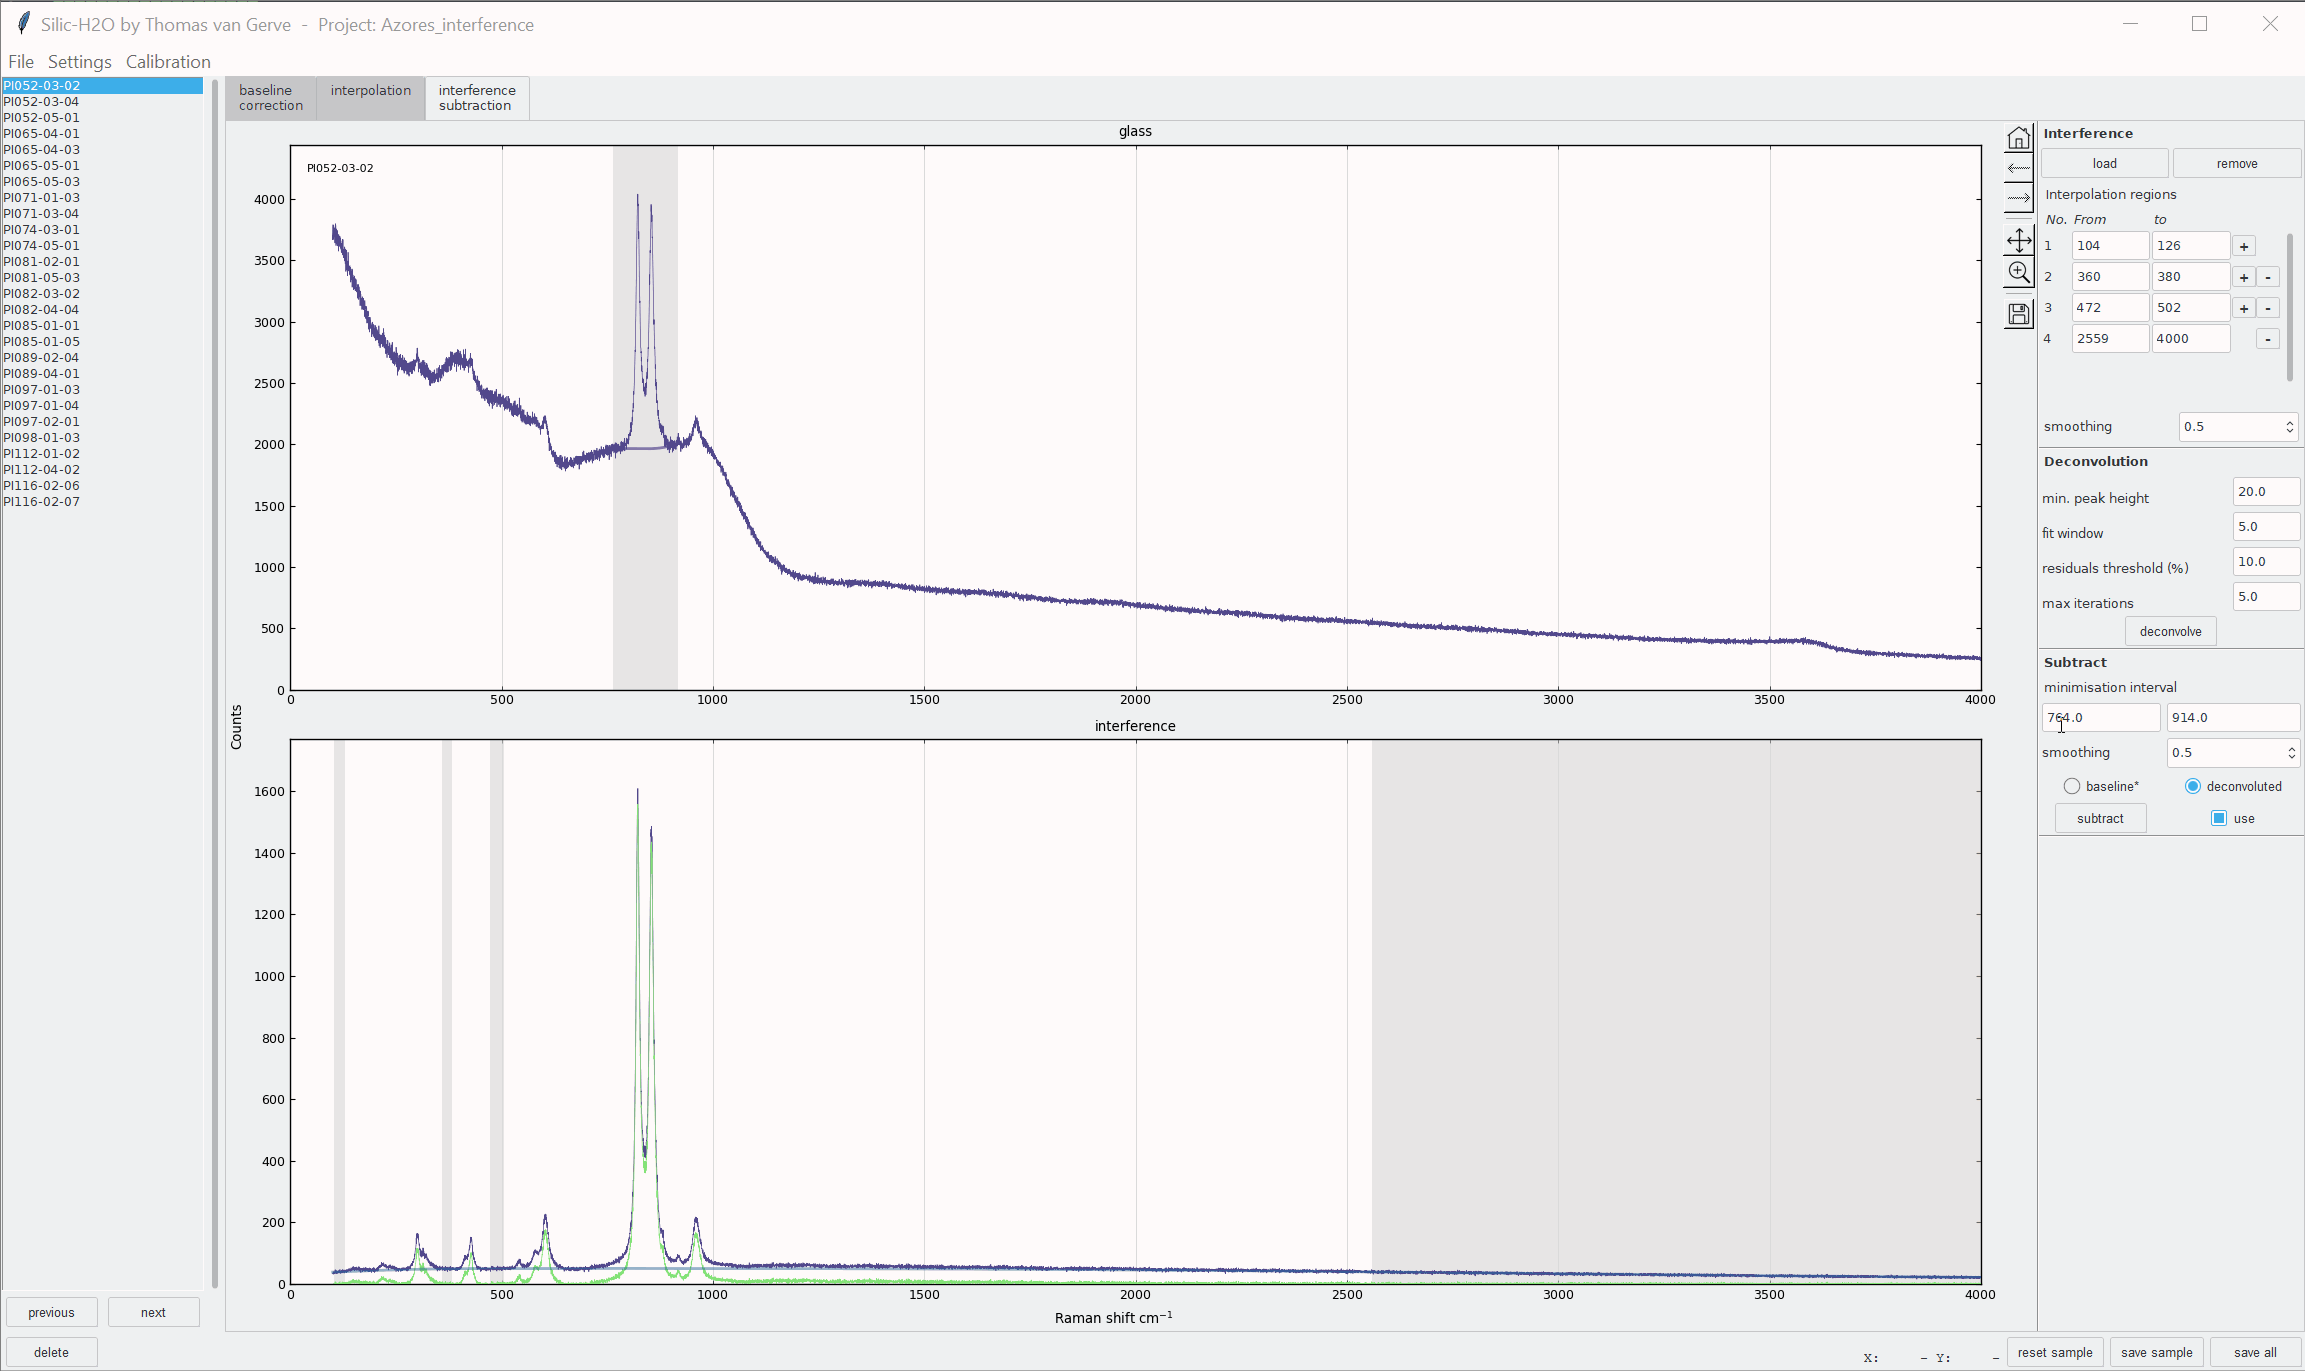 Silic-H2O by Thomas van Gerve - Project: Azores_interference
File Settings Calibration
PI052-03-02
PI052-03-04
PI052-05-01
PI065-04-01
PI065-04-03
PI065-05-01
PI065-05-03
PI071-01-03
PI071-03-04
PI074-03-01
PI074-05-01
PI081-02-01
PI081-05-03
PI082-03-02
PI082-04-04
PI085-01-01
PI085-01-05
PI089-02-04
PI089-04-01
PI097-01-03
PI097-01-04
PI097-02-01
PI098-01-03
PI112-01-02
PI112-04-02
PI116-02-06
PI116-02-07
previous next
delete
baseline
correction
interpolation
interference
subtraction
glass
PI052-03-02
4000
3500
3000
2500
2000
1500
1000
500
0
0 500 1000 1500 2000 2500 3000 3500 4000
Counts
interference
1600
1400
1200
1000
800
600
400
200
0
0 500 1000 1500 2000 2500 3000 3500 4000
Raman shift cm⁻¹
Interference
load remove
Interpolation regions
No. From to
1 104 126 +
2 360 380 + -
3 472 502 + -
4 2559 4000 -
smoothing 0.5
Deconvolution
min. peak height 20.0
fit window 5.0
residuals threshold (%) 10.0
max iterations 5.0
deconvolve
Subtract
minimisation interval
764.0 914.0
smoothing 0.5
baseline* deconvoluted
subtract use
X: - Y: -
reset sample save sample save all